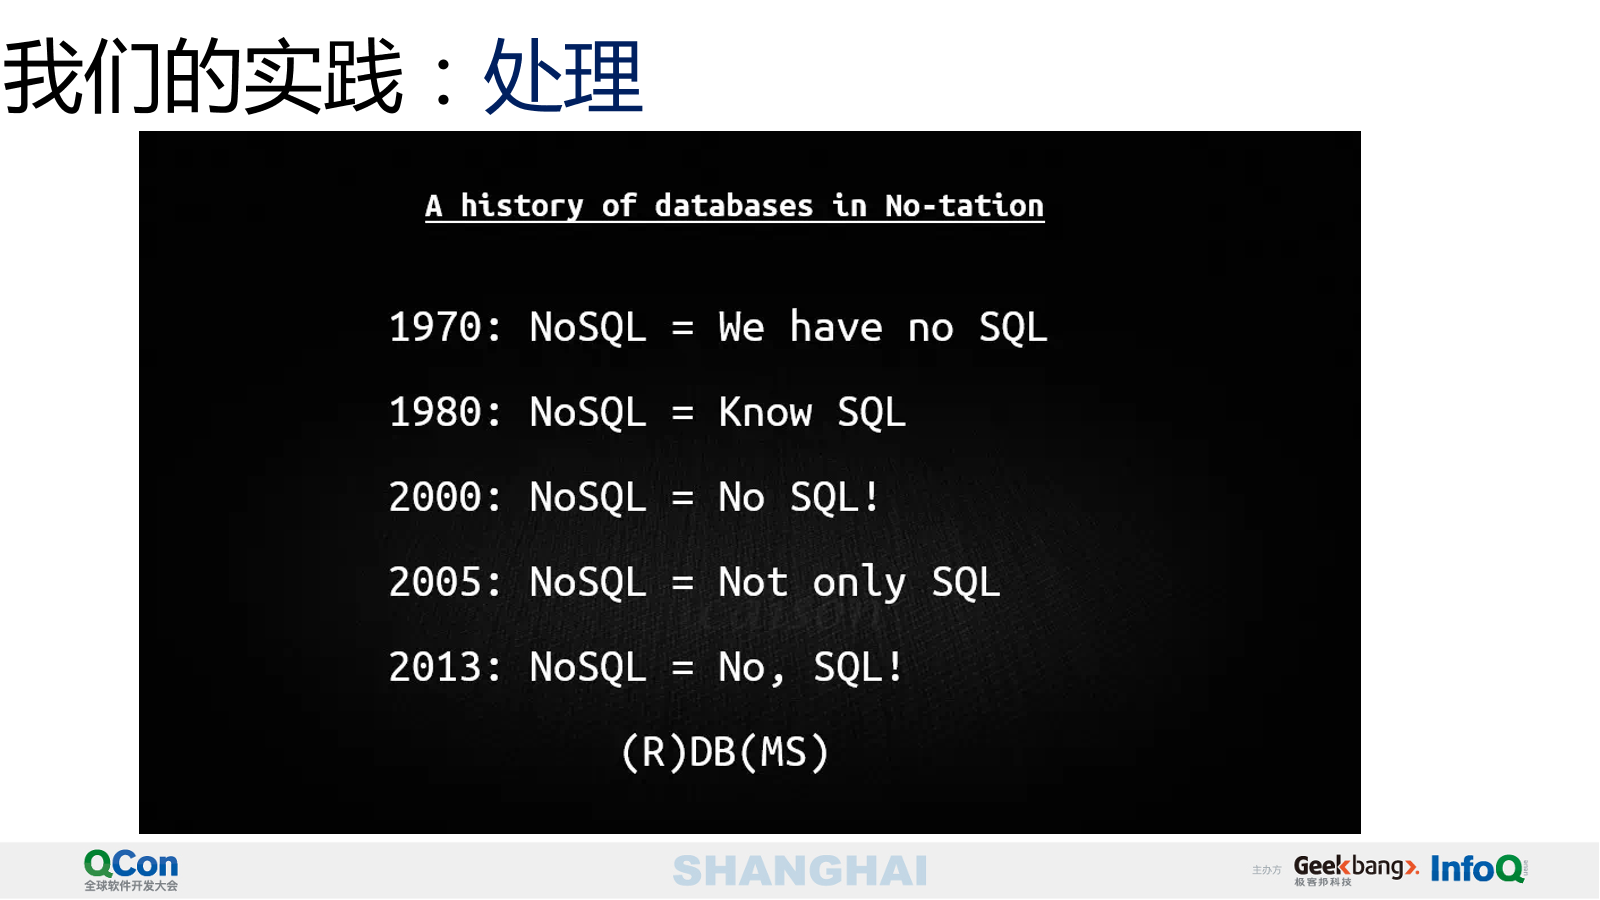 我们的实践：处理
A history of databases in No-tation
1970: NoSQL = We have no SQL
1980: NoSQL = Know SQL
2000: NoSQL = No SQL!
2005: NoSQL = Not only SQL
2013: NoSQL = No, SQL!
(R)DB(MS)
QCon
全球软件开发大会
SHANGHAI
主办方
Geekbang>.
极客邦科技
InfoQ